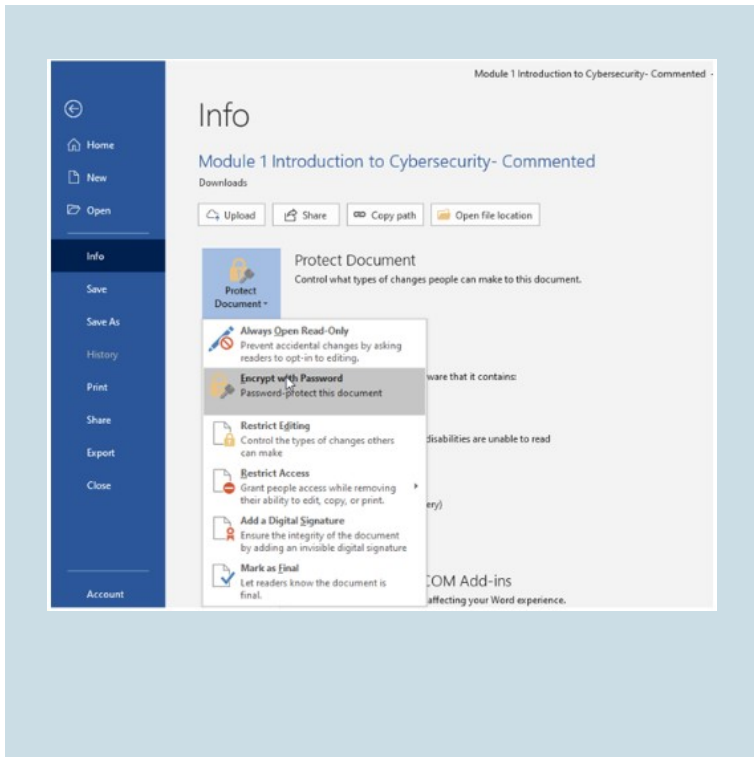 Module 1 Introduction to Cybersecurity- Commented -
Info
Home
New
Open
Info
Save
Save As
History
Print
Share
Export
Close
Account
Module 1 Introduction to Cybersecurity- Commented
Downloads
Upload Share Copy path Open file location
Protect
Document
Protect Document
Control what types of changes people can make to this document.
Always Open Read-Only
Prevent accidental changes by asking
readers to opt-in to editing.
Encrypt with Password
Password-protect this document
Restrict Editing
Control the types of changes others
can make
Restrict Access
Grant people access while removing
their ability to edit, copy, or print.
Add a Digital Signature
Ensure the integrity of the document
by adding an invisible digital signature
Mark as Final
Let readers know the document is
final.
ware that it contains:
disabilities are unable to read
ery)
COM Add-ins
affecting your Word experience.